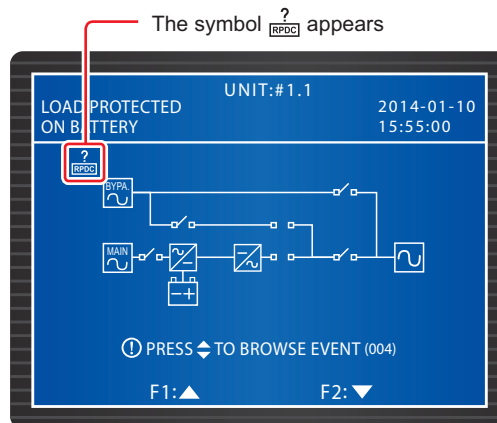 The symbol ? RPDC appears
UNIT:#1.1
LOAD PROTECTED 2014-01-10
ON BATTERY 15:55:00
?
RPDC
BYPA.
MAIN
! PRESS TO BROWSE EVENT (004)
F1:▲ F2:▼